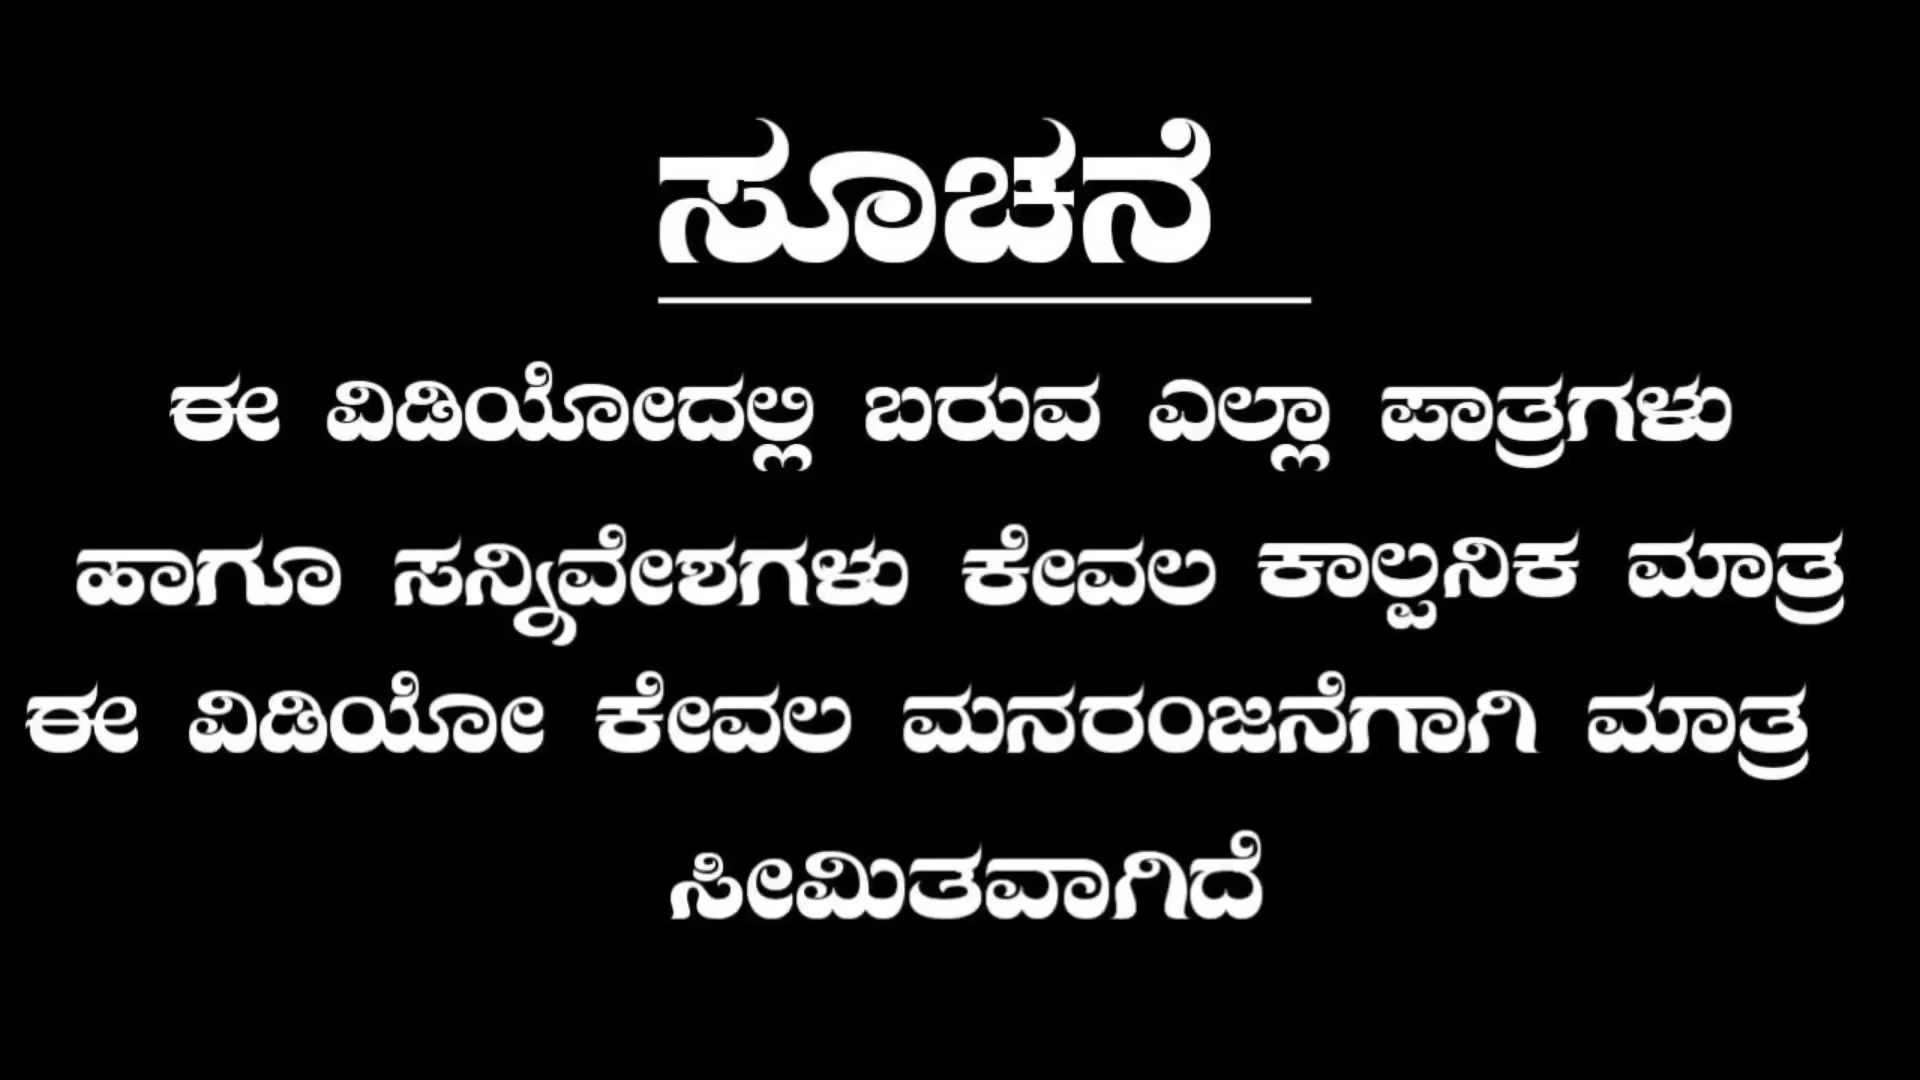 ಸೂಚನೆ
ಈ ವಿಡಿಯೋದಲ್ಲಿ ಬರುವ ಎಲ್ಲಾ ಪಾತ್ರಗಳು
ಹಾಗೂ ಸನ್ನಿವೇಶಗಳು ಕೇವಲ ಕಾಲ್ಪನಿಕ ಮಾತ್ರ
ಈ ವಿಡಿಯೋ ಕೇವಲ ಮನರಂಜನೆಗಾಗಿ ಮಾತ್ರ
ಸೀಮಿತವಾಗಿದೆ